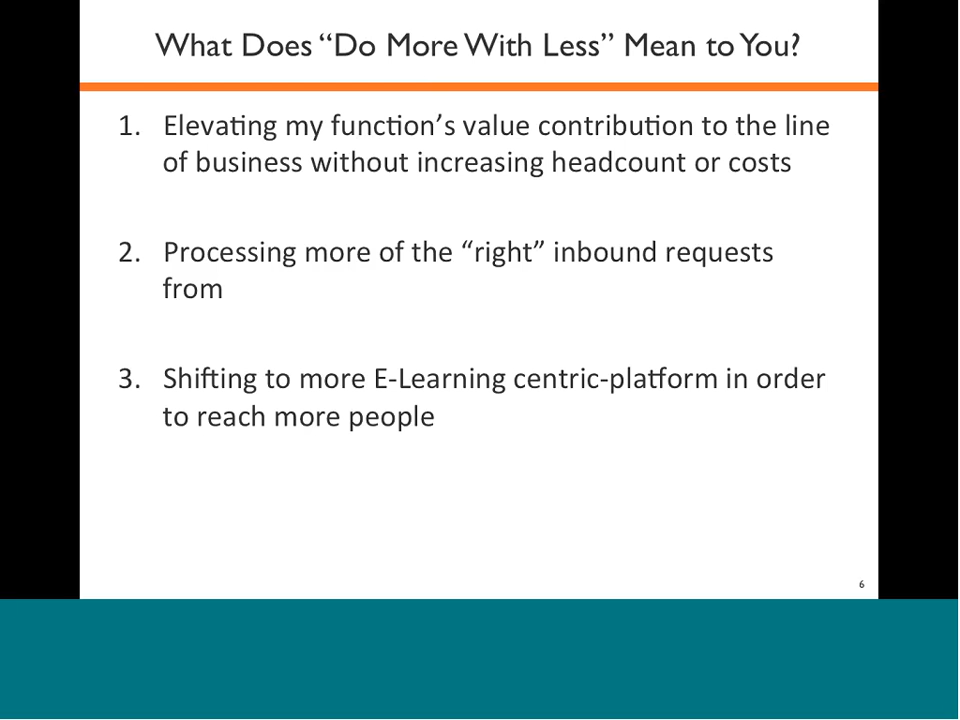 What Does “Do More With Less” Mean to You?
1. Elevating my function’s value contribution to the line
of business without increasing headcount or costs
2. Processing more of the “right” inbound requests
from
3. Shifting to more E-Learning centric-platform in order
to reach more people
6